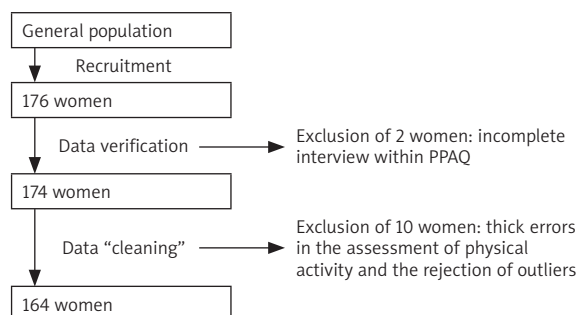 General population
Recruitment
176 women
Data verification
Exclusion of 2 women: incomplete
interview within PPAQ
174 women
Data “cleaning”
Exclusion of 10 women: thick errors
in the assessment of physical
activity and the rejection of outliers
164 women